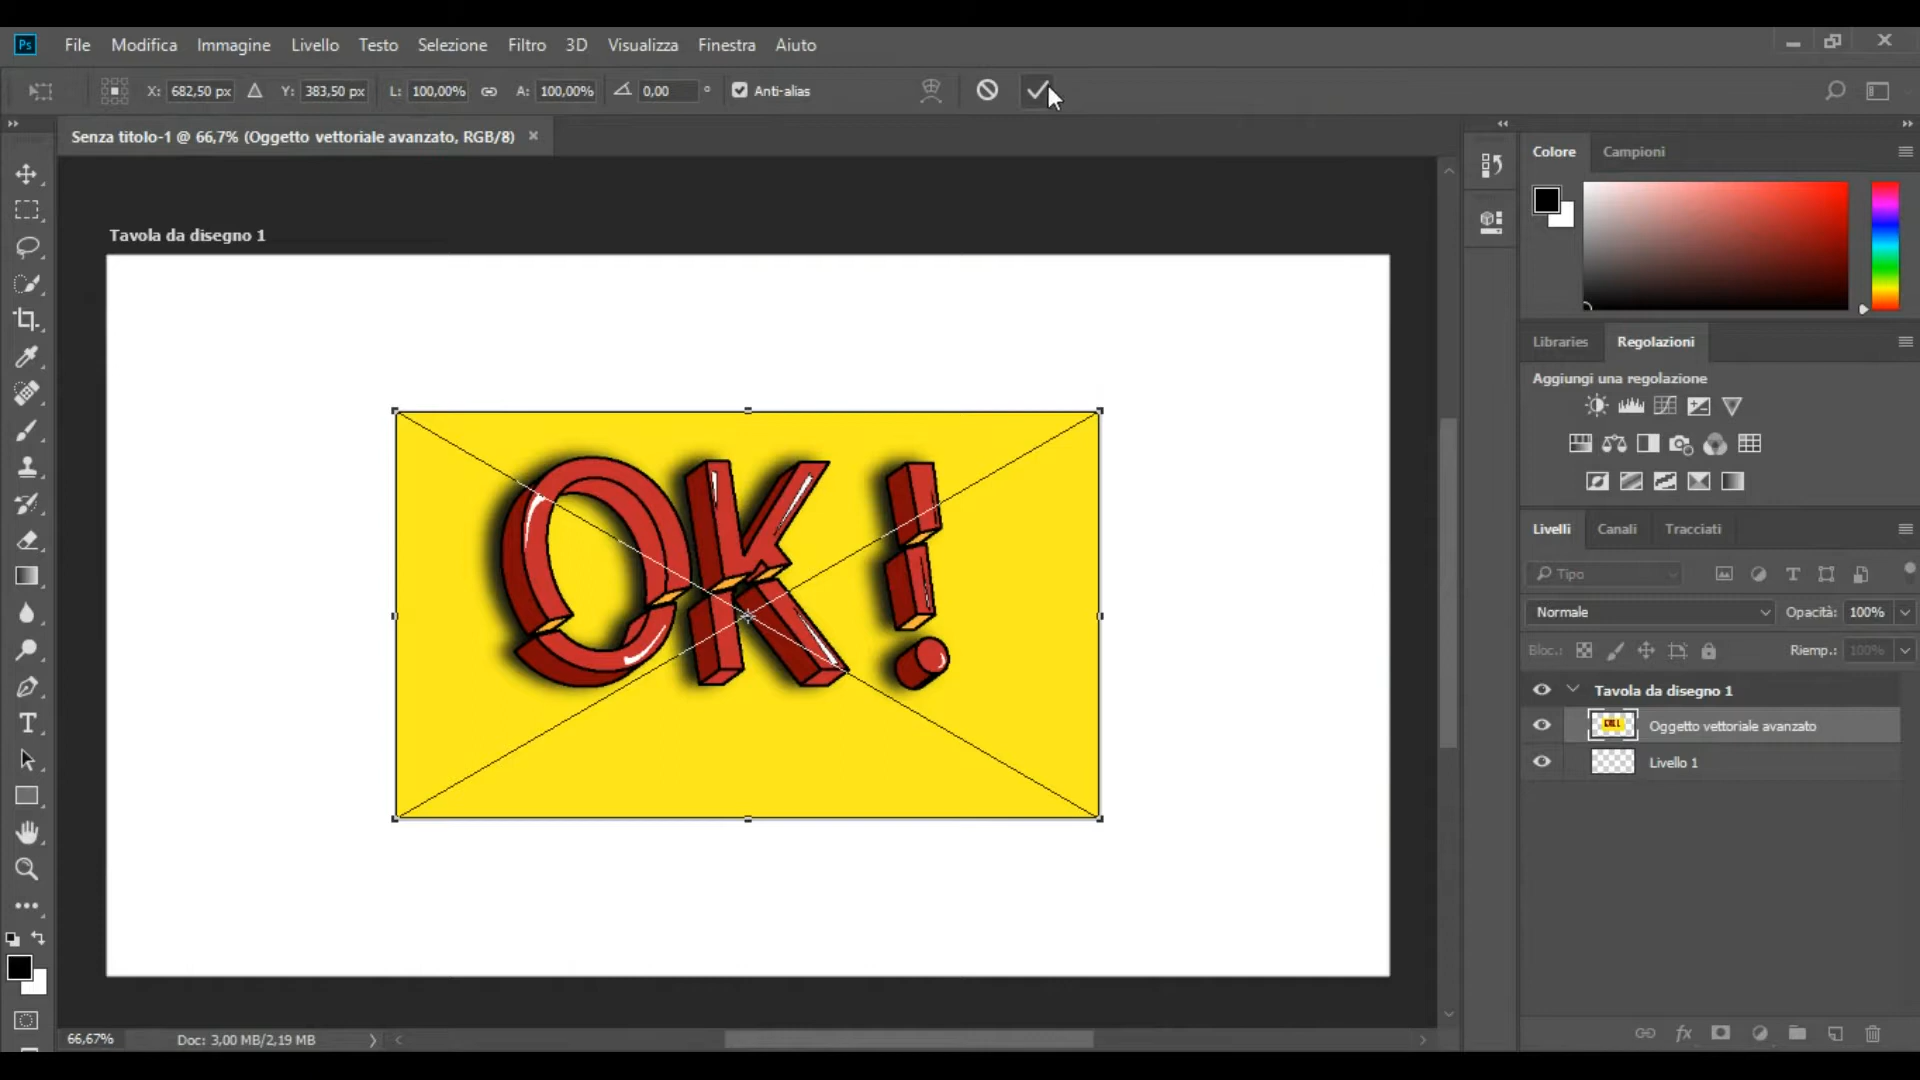 Ps File Modifica Immagine Livello Testo Selezione Filtro 3D Visualizza Finestra Aiuto
X: 682,50 px Y: 383,50 px L: 100,00% A: 100,00% 0,00 ° Anti-alias
Senza titolo-1 @ 66,7% (Oggetto vettoriale avanzato, RGB/8) ×
Colore Campioni
Tavola da disegno 1
Libraries Regolazioni
Aggiungi una regolazione
OK!
Livelli Canali Tracciati
Tipo
Normale Opacità: 100%
Bloc.: Riemp.: 100%
Tavola da disegno 1
Oggetto vettoriale avanzato
Livello 1
66,67% Doc: 3,00 MB/2,19 MB